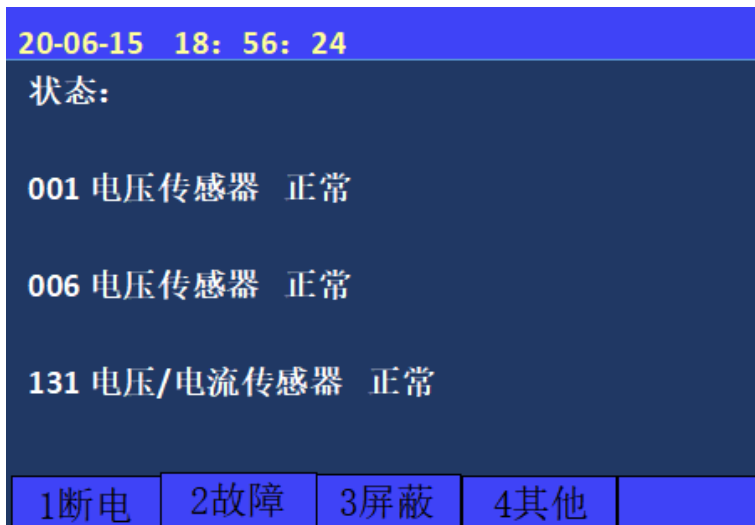 20-06-15 18：56：24
状态：
001 电压传感器 正常
006 电压传感器 正常
131 电压/电流传感器 正常
1断电 2故障 3屏蔽 4其他